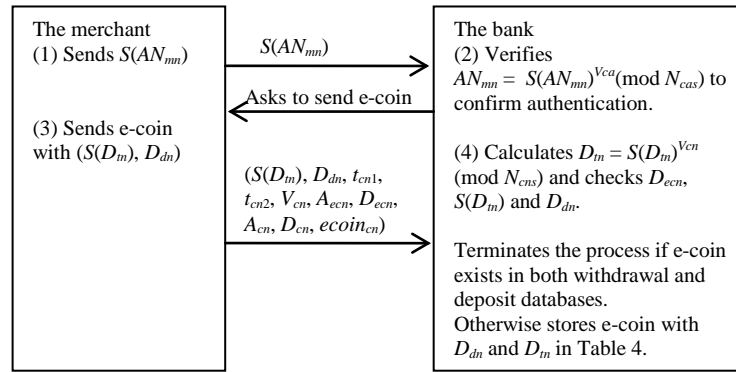 The merchant
(1) Sends S(AN_mn)
(3) Sends e-coin
with (S(D_tn), D_dn)
S(AN_mn)
Asks to send e-coin
(S(D_tn), D_dn, t_cn1,
t_cn2, V_cn, A_ecn, D_ecn,
A_cn, D_cn, ecoin_cn)
The bank
(2) Verifies
AN_mn = S(AN_mn)^Vca(mod N_cas) to
confirm authentication.
(4) Calculates D_tn = S(D_tn)^Vcn
(mod N_cns) and checks D_ecn,
S(D_tn) and D_dn.
Terminates the process if e-coin
exists in both withdrawal and
deposit databases.
Otherwise stores e-coin with
D_dn and D_tn in Table 4.